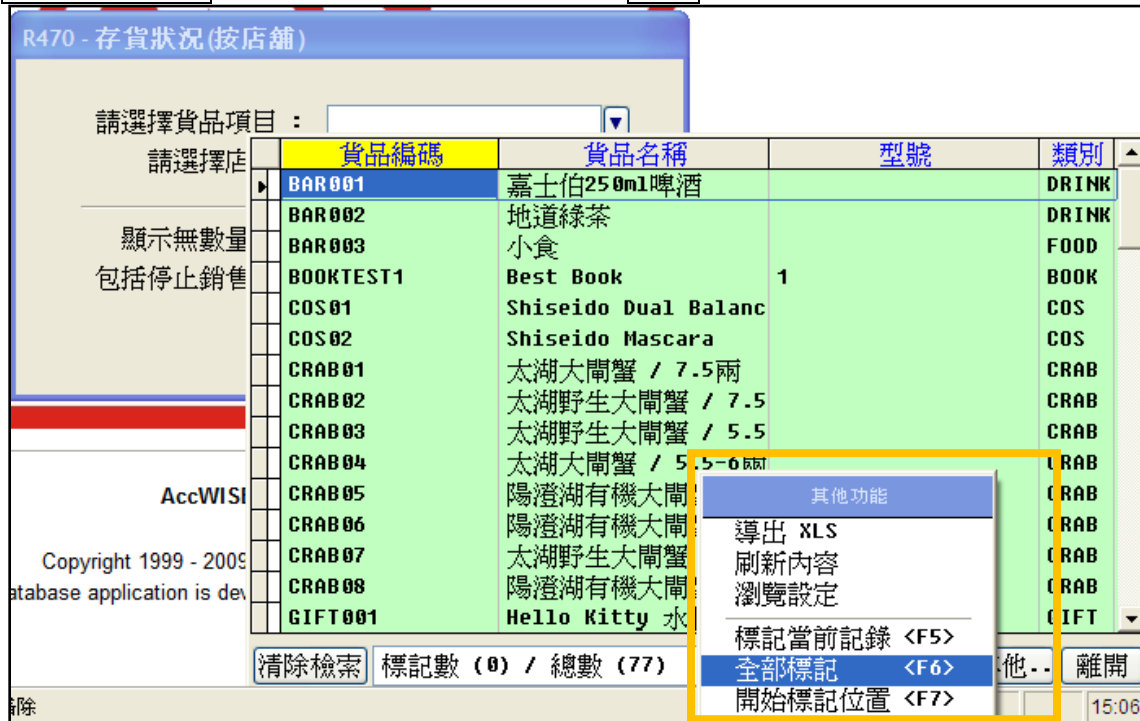 R470 - 存貨狀況(按店舖)
請選擇貨品項目 :
請選擇店
顯示無數量
包括停止銷售
貨品編碼 貨品名稱 型號 類別
BAR001 嘉士伯250ml啤酒 DRINK
BAR002 地道綠茶 DRINK
BAR003 小食 FOOD
BOOKTEST1 Best Book 1 BOOK
COS01 Shiseido Dual Balanc COS
COS02 Shiseido Mascara COS
CRAB01 太湖大閘蟹 / 7.5兩 CRAB
CRAB02 太湖野生大閘蟹 / 7.5 CRAB
CRAB03 太湖野生大閘蟹 / 5.5 CRAB
CRAB04 太湖大閘蟹 / 5.5-6兩 CRAB
CRAB05 陽澄湖有機大閘 CRAB
CRAB06 陽澄湖有機大閘 CRAB
CRAB07 太湖野生大閘蟹 CRAB
CRAB08 陽澄湖有機大閘 CRAB
GIFT001 Hello Kitty 水 GIFT
其他功能
導出 XLS
刷新內容
瀏覽設定
標記當前記錄 <F5>
全部標記 <F6>
開始標記位置 <F7>
清除檢索 標記數 (0) / 總數 (77) 他.. 離開
AccWISE
Copyright 1999 - 2009
atabase application is dev
除 15:06